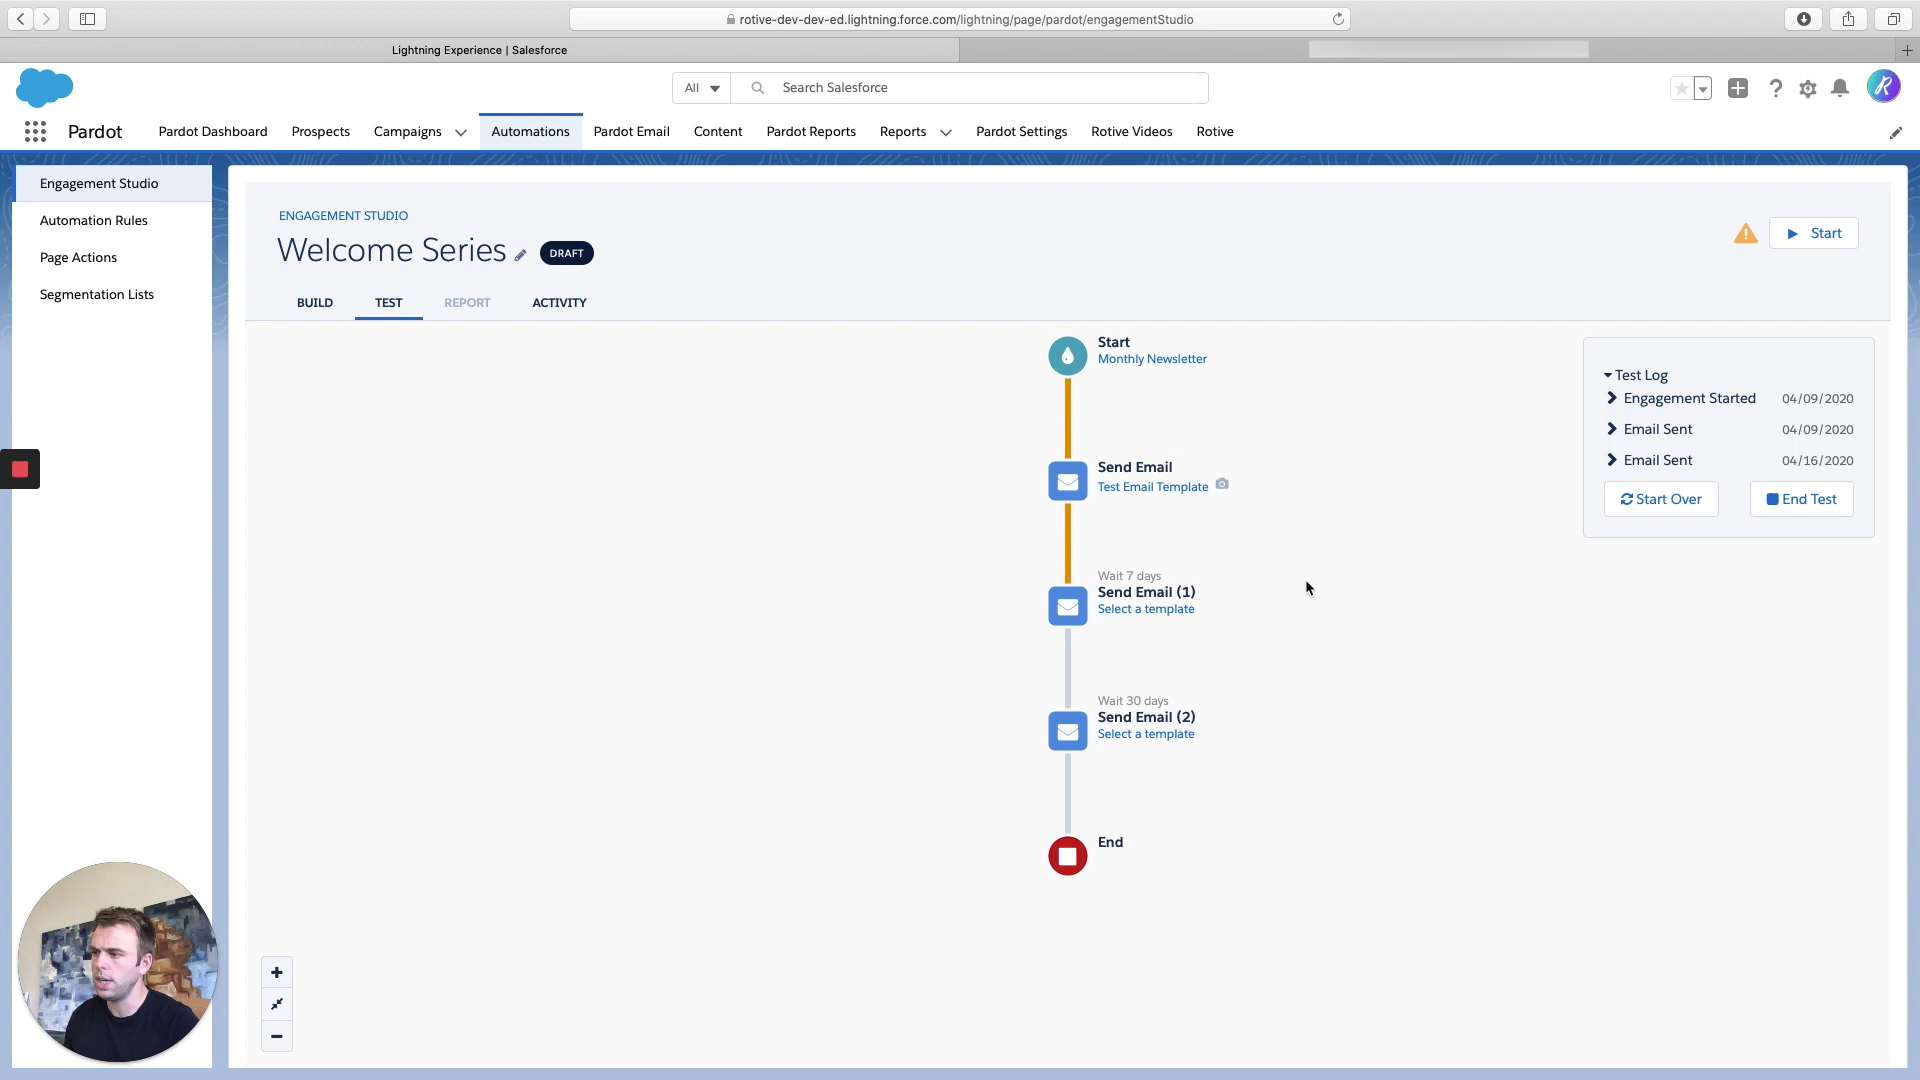 rotive-dev-dev-ed.lightning.force.com/lightning/page/pardot/engagementStudio
Lightning Experience | Salesforce
All
Search Salesforce
Pardot
Pardot Dashboard
Prospects
Campaigns
Automations
Pardot Email
Content
Pardot Reports
Reports
Pardot Settings
Rotive Videos
Rotive
Engagement Studio
Automation Rules
Page Actions
Segmentation Lists
ENGAGEMENT STUDIO
Welcome Series
DRAFT
Start
BUILD
TEST
REPORT
ACTIVITY
Start
Monthly Newsletter
Send Email
Test Email Template
Wait 7 days
Send Email (1)
Select a template
Wait 30 days
Send Email (2)
Select a template
End
Test Log
Engagement Started 04/09/2020
Email Sent 04/09/2020
Email Sent 04/16/2020
Start Over
End Test